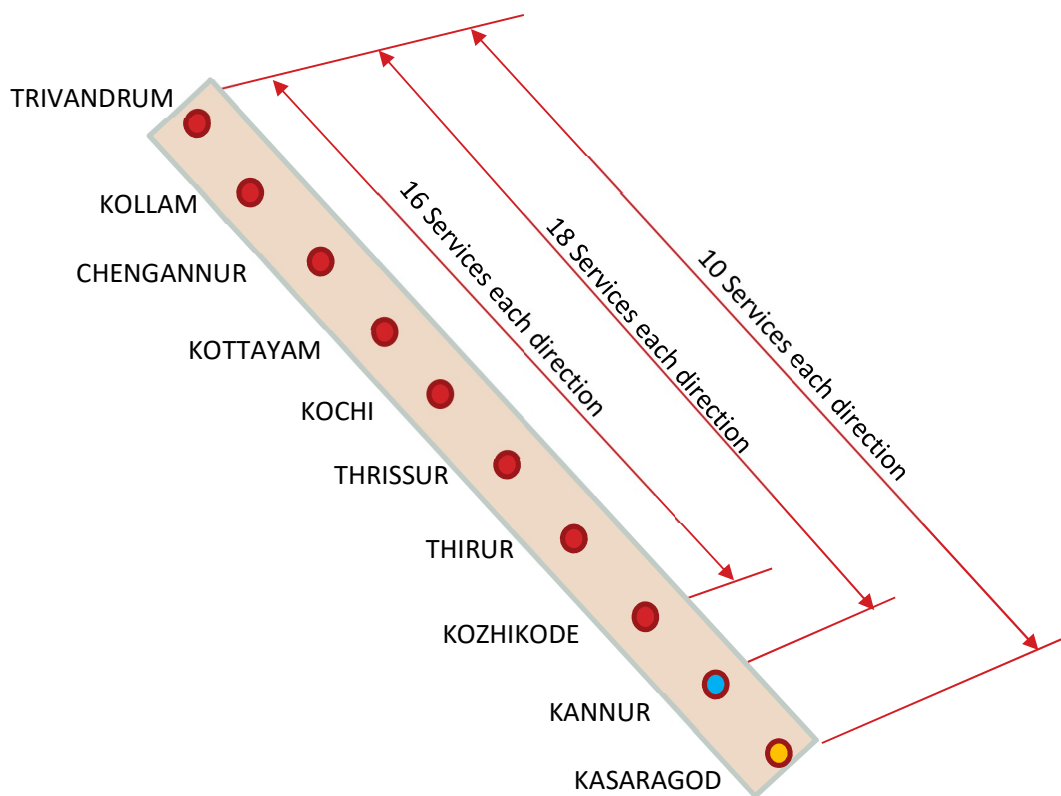 TRIVANDRUM
KOLLAM
CHENGANNUR
KOTTAYAM
KOCHI
THRISSUR
THIRUR
KOZHIKODE
KANNUR
KASARAGOD
16 Services each direction
18 Services each direction
10 Services each direction